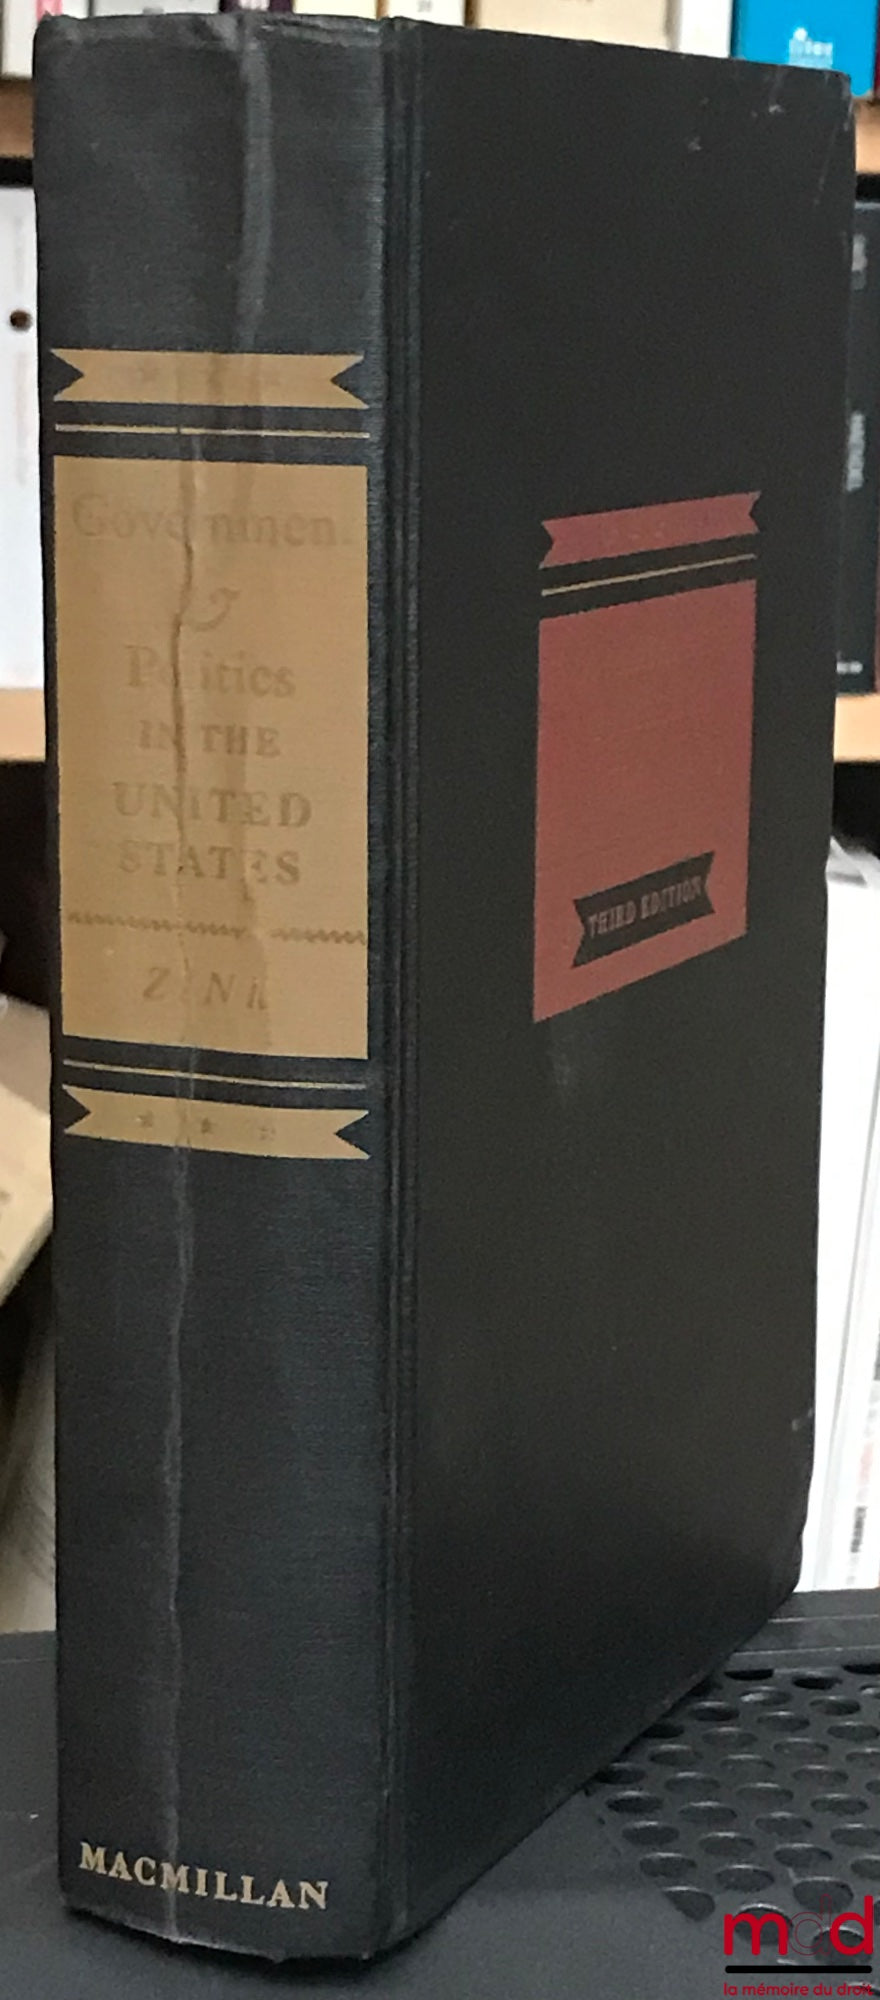 Government
&
Politics
IN THE
UNITED
STATES
ZINK
MACMILLAN
THIRD EDITION
mdd
la mémoire du droit